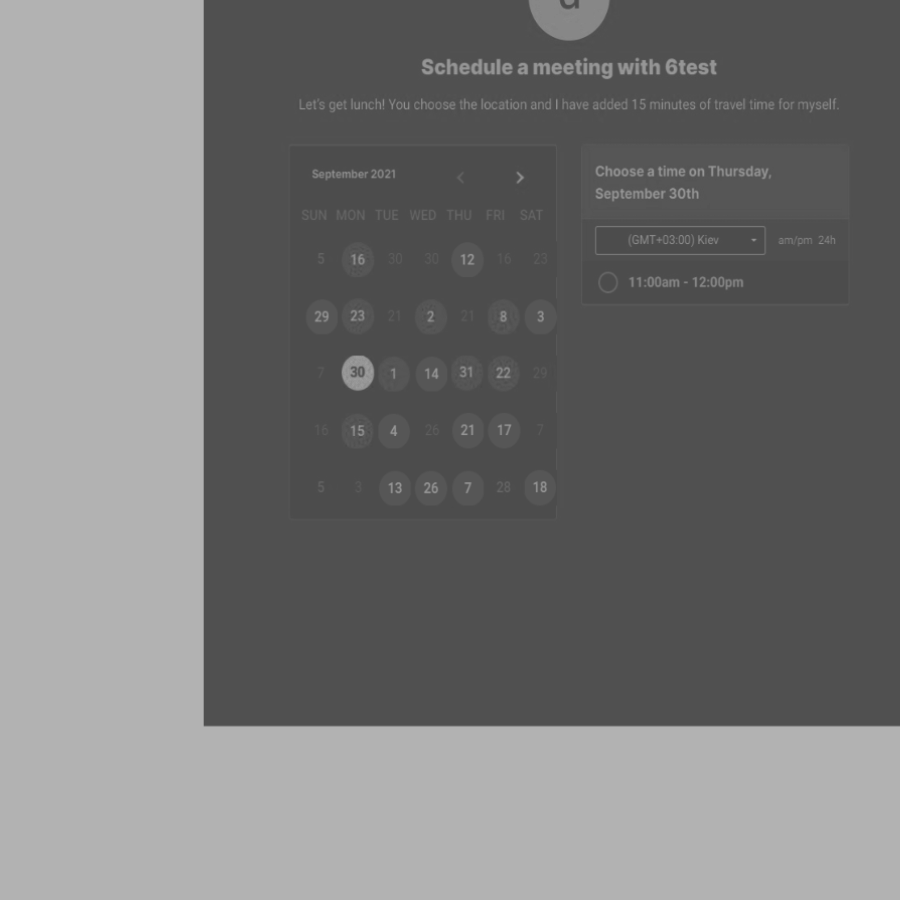 Schedule a meeting with 6test
Let's get lunch! You choose the location and I have added 15 minutes of travel time for myself.
September 2021
SUN MON TUE WED THU FRI SAT
5 16 30 30 12 16 23
29 23 21 2 21 8 3
7 30 1 14 31 22 29
16 15 4 26 21 17 7
5 3 13 26 7 28 18
Choose a time on Thursday,
September 30th
(GMT+03:00) Kiev am/pm 24h
11:00am - 12:00pm